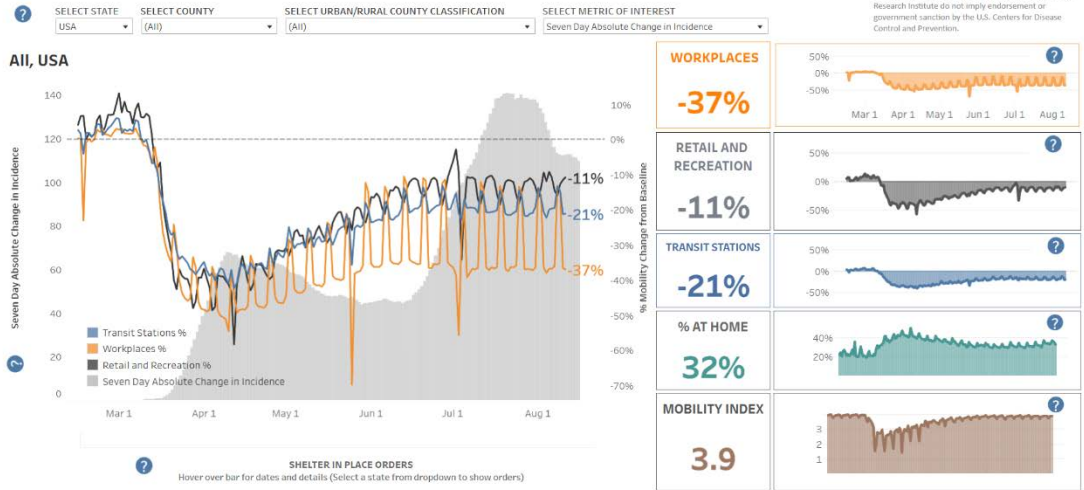 Research Institute do not imply endorsement or
government sanction by the U.S. Centers for Disease
Control and Prevention.
?
SELECT STATE
USA
SELECT COUNTY
(All)
SELECT URBAN/RURAL COUNTY CLASSIFICATION
(All)
SELECT METRIC OF INTEREST
Seven Day Absolute Change in Incidence
All, USA
Seven Day Absolute Change in Incidence
140
120
100
80
60
40
20
0
10%
0%
-10%
-20%
-30%
-40%
-50%
-60%
-70%
% Mobility Change from Baseline
-11%
-21%
-37%
Transit Stations %
Workplaces %
Retail and Recreation %
Seven Day Absolute Change in Incidence
?
Mar 1 Apr 1 May 1 Jun 1 Jul 1 Aug 1
?
SHELTER IN PLACE ORDERS
Hover over bar for dates and details (Select a state from dropdown to show orders)
WORKPLACES
-37%
?
50%
0%
-50%
Mar 1 Apr 1 May 1 Jun 1 Jul 1 Aug 1
RETAIL AND
RECREATION
-11%
?
50%
0%
-50%
TRANSIT STATIONS
-21%
?
50%
0%
-50%
% AT HOME
32%
?
40%
20%
MOBILITY INDEX
3.9
?
3
2
1